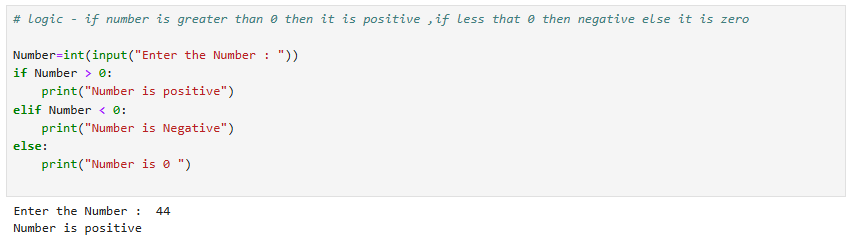 # logic - if number is greater than 0 then it is positive ,if less that 0 then negative else it is zero
Number=int(input("Enter the Number : "))
if Number > 0:
    print("Number is positive")
elif Number < 0:
    print("Number is Negative")
else:
    print("Number is 0 ")
Enter the Number :  44
Number is positive